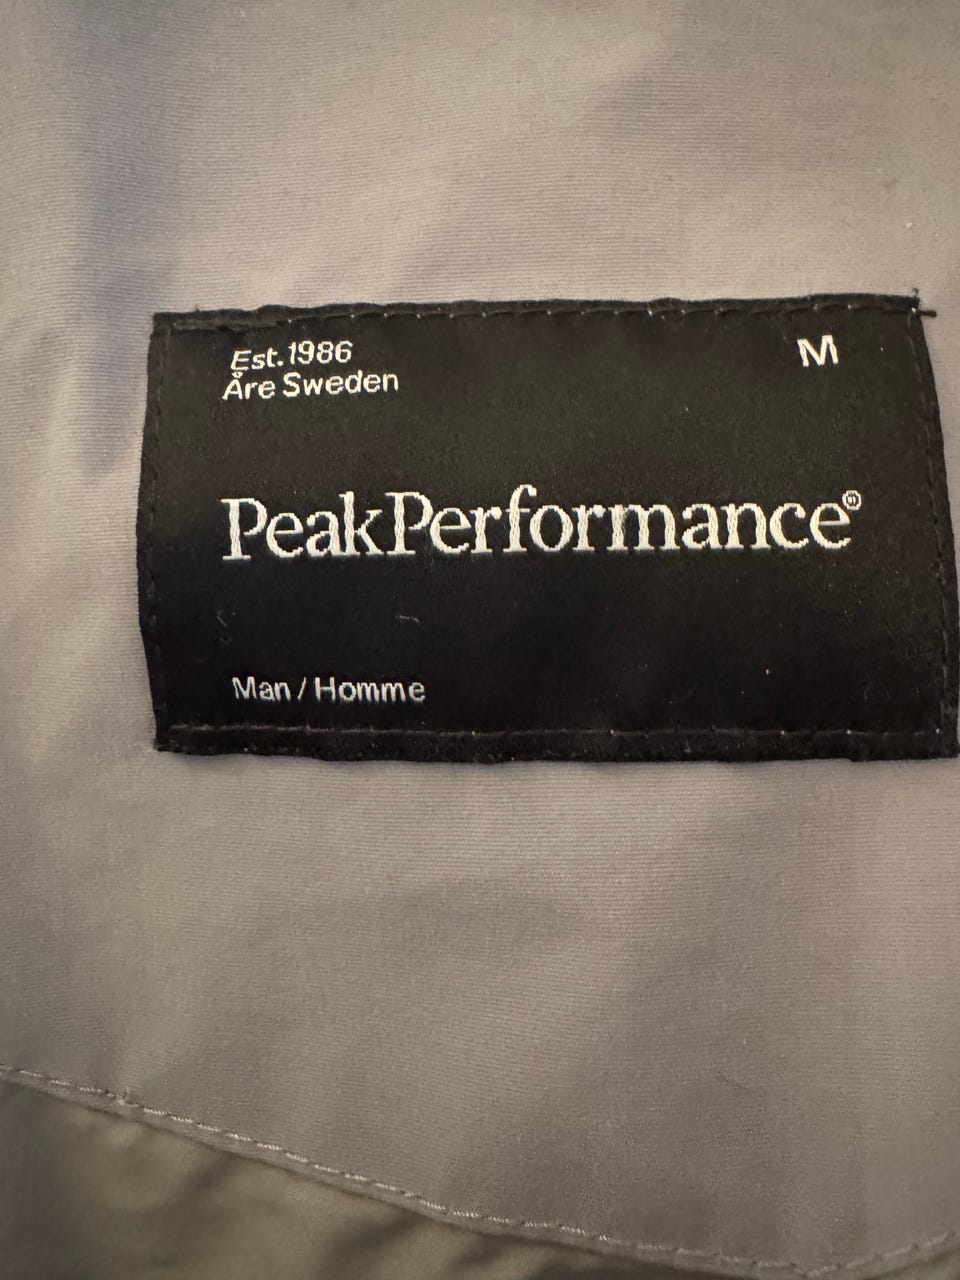 Est. 1986
Åre Sweden
M
PeakPerformance®
Man / Homme